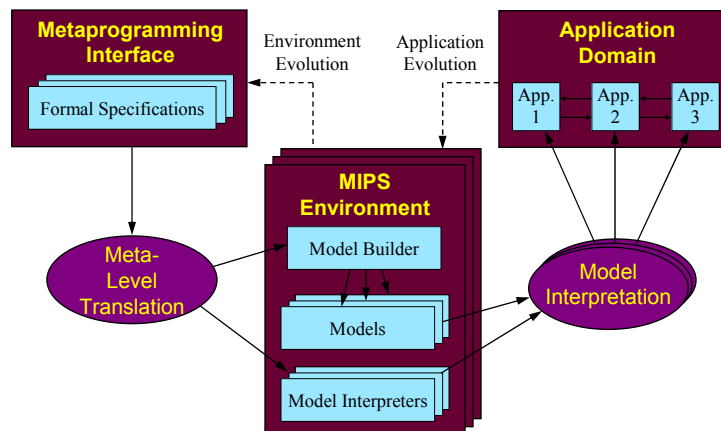 Metaprogramming
Interface
Formal Specifications
Environment
Evolution
Application
Evolution
Application
Domain
App.
1
App.
2
App.
3
MIPS
Environment
Model Builder
Models
Model Interpreters
Meta-
Level
Translation
Model
Interpretation